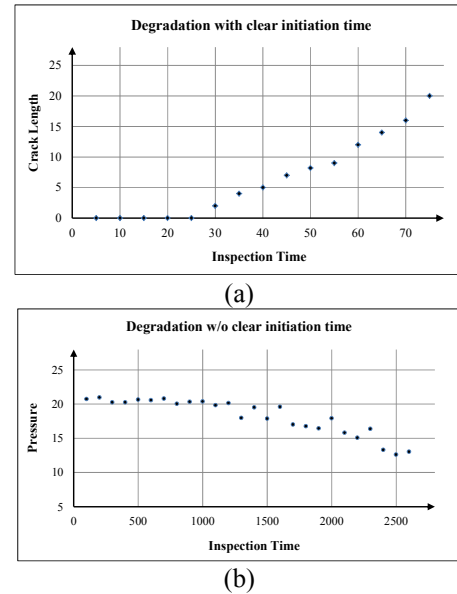 Degradation with clear initiation time
25
20
15
10
5
0
Crack Length
0 10 20 30 40 50 60 70
Inspection Time
(a)
Degradation w/o clear initiation time
25
20
15
10
5
Pressure
0 500 1000 1500 2000 2500
Inspection Time
(b)